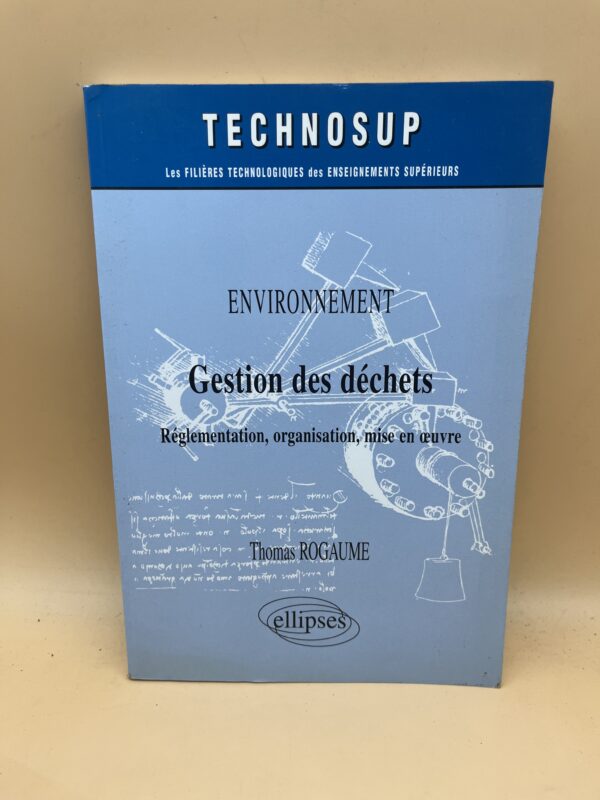 TECHNOSUP
Les FILIÈRES TECHNOLOGIQUES des ENSEIGNEMENTS SUPÉRIEURS
ENVIRONNEMENT
Gestion des déchets
Réglementation, organisation, mise en œuvre
Thomas ROGAUME
ellipses